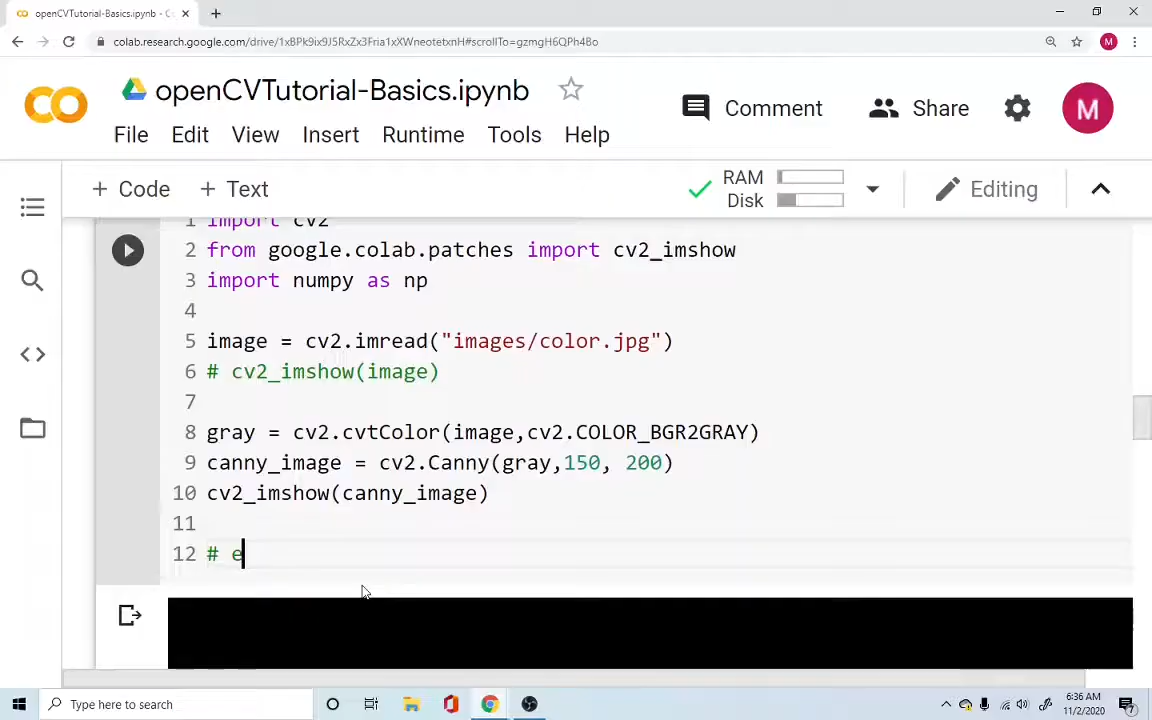 openCVTutorial-Basics.ipynb - C
colab.research.google.com/drive/1xBPk9ix9J5RxZx3Fria1xXWneotetxnH#scrollTo=gzmgH6QPh4Bo
M
openCVTutorial-Basics.ipynb
Comment
Share
M
File Edit View Insert Runtime Tools Help
+ Code + Text
RAM
Disk
Editing
1 import cv2
2 from google.colab.patches import cv2_imshow
3 import numpy as np
4
5 image = cv2.imread("images/color.jpg")
6 # cv2_imshow(image)
7
8 gray = cv2.cvtColor(image,cv2.COLOR_BGR2GRAY)
9 canny_image = cv2.Canny(gray,150, 200)
10 cv2_imshow(canny_image)
11
12 # e
Type here to search
6:36 AM
11/2/2020
7